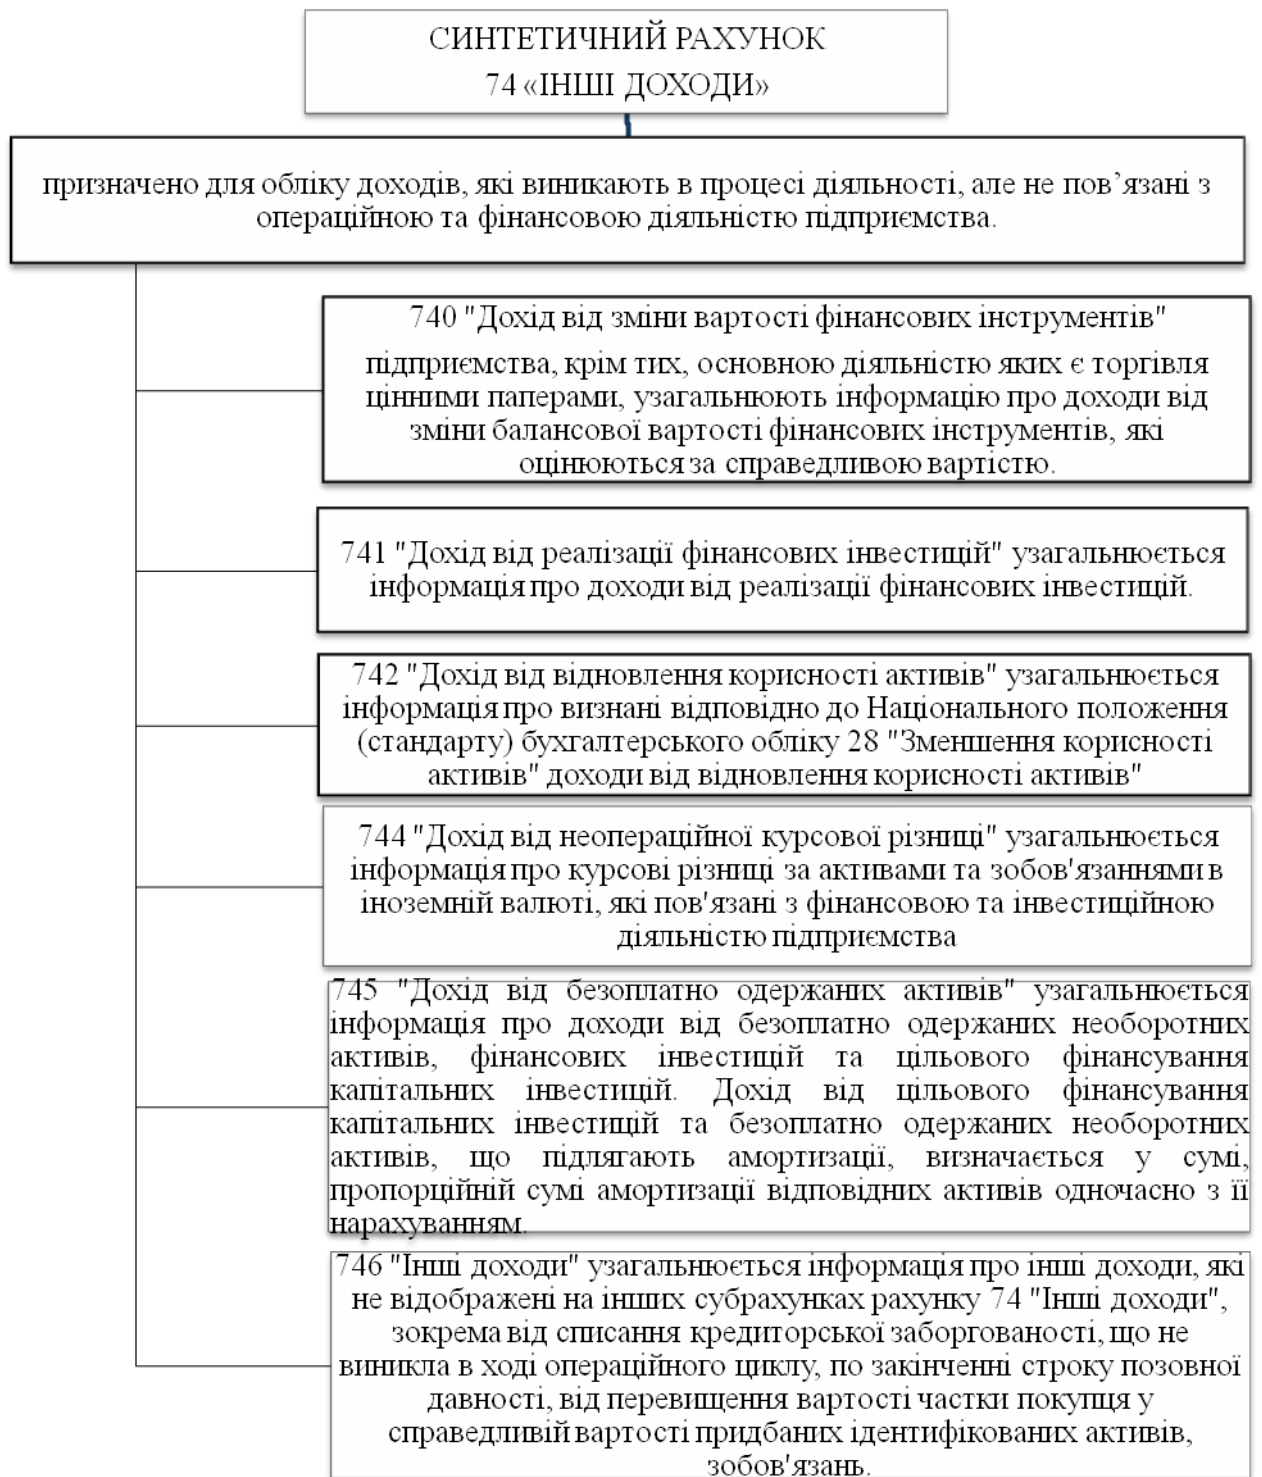 СИНТЕТИЧНИЙ РАХУНОК
74 «ІНШІ ДОХОДИ»
призначено для обліку доходів, які виникають в процесі діяльності, але не пов’язані з
операційною та фінансовою діяльністю підприємства.
740 "Дохід від зміни вартості фінансових інструментів"
підприємства, крім тих, основною діяльністю яких є торгівля
цінними паперами, узагальнюють інформацію про доходи від
зміни балансової вартості фінансових інструментів, які
оцінюються за справедливою вартістю.
741 "Дохід від реалізації фінансових інвестицій" узагальнюється
інформація про доходи від реалізації фінансових інвестицій.
742 "Дохід від відновлення корисності активів" узагальнюється
інформація про визнані відповідно до Національного положення
(стандарту) бухгалтерського обліку 28 "Зменшення корисності
активів" доходи від відновлення корисності активів"
744 "Дохід від неопераційної курсової різниці" узагальнюється
інформація про курсові різниці за активами та зобов'язаннями в
іноземній валюті, які пов'язані з фінансовою та інвестиційною
діяльністю підприємства
745 "Дохід від безоплатно одержаних активів" узагальнюється
інформація про доходи від безоплатно одержаних необоротних
активів, фінансових інвестицій та цільового фінансування
капітальних інвестицій. Дохід від цільового фінансування
капітальних інвестицій та безоплатно одержаних необоротних
активів, що підлягають амортизації, визначається у сумі,
пропорційній сумі амортизації відповідних активів одночасно з її
нарахуванням.
746 "Інші доходи" узагальнюється інформація про інші доходи, які
не відображені на інших субрахунках рахунку 74 "Інші доходи",
зокрема від списання кредиторської заборгованості, що не
виникла в ході операційного циклу, по закінченні строку позовної
давності, від перевищення вартості частки покупця у
справедливій вартості придбаних ідентифікованих активів,
зобов'язань.